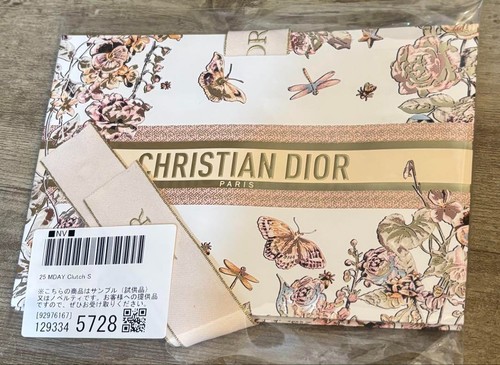 CHRISTIAN DIOR
PARIS
■NV■
25 MDAY Clutch S
※こちらの商品はサンプル（試供品）
又はノベルティです。お客様への提供品
ですので、ぜひお受け取りください。
[92976167]
129334 5728